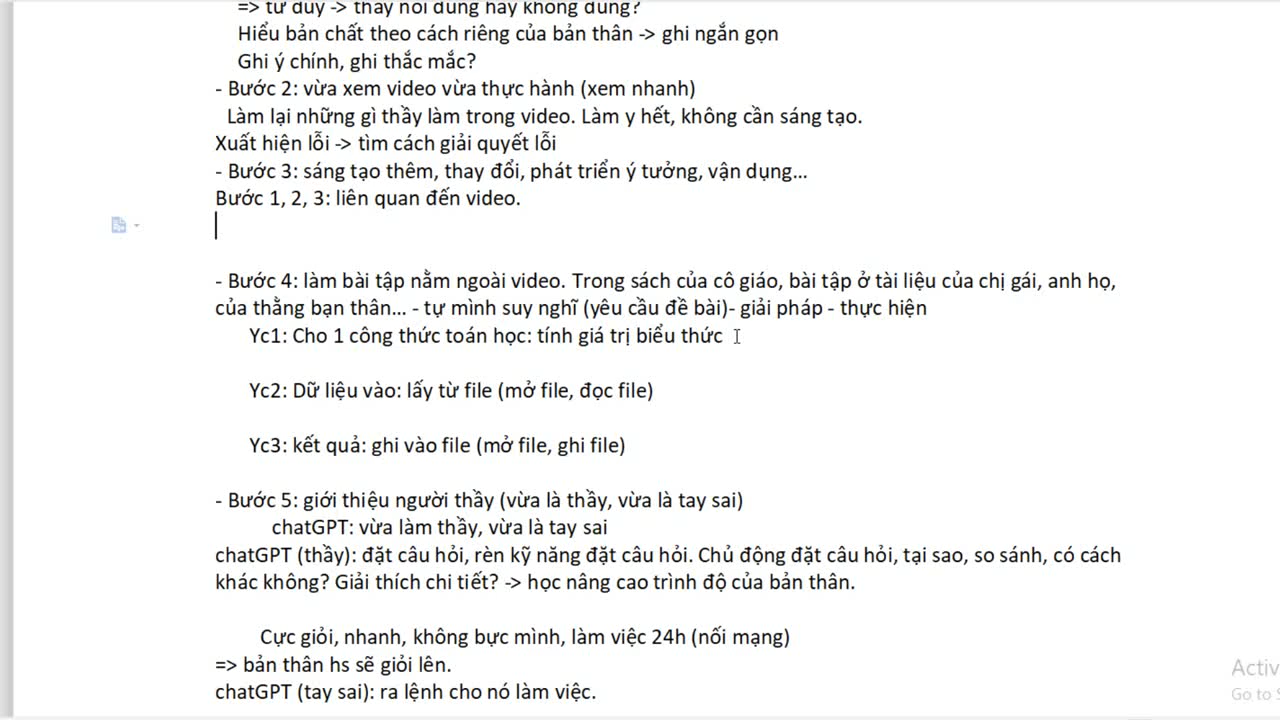 => tư duy -> thầy nói đúng hay không đúng?
Hiểu bản chất theo cách riêng của bản thân -> ghi ngắn gọn
Ghi ý chính, ghi thắc mắc?
- Bước 2: vừa xem video vừa thực hành (xem nhanh)
Làm lại những gì thầy làm trong video. Làm y hết, không cần sáng tạo.
Xuất hiện lỗi -> tìm cách giải quyết lỗi
- Bước 3: sáng tạo thêm, thay đổi, phát triển ý tưởng, vận dụng...
Bước 1, 2, 3: liên quan đến video.
- Bước 4: làm bài tập nằm ngoài video. Trong sách của cô giáo, bài tập ở tài liệu của chị gái, anh họ,
của thằng bạn thân... - tự mình suy nghĩ (yêu cầu đề bài)- giải pháp - thực hiện
Yc1: Cho 1 công thức toán học: tính giá trị biểu thức
Yc2: Dữ liệu vào: lấy từ file (mở file, đọc file)
Yc3: kết quả: ghi vào file (mở file, ghi file)
- Bước 5: giới thiệu người thầy (vừa là thầy, vừa là tay sai)
chatGPT: vừa làm thầy, vừa là tay sai
chatGPT (thầy): đặt câu hỏi, rèn kỹ năng đặt câu hỏi. Chủ động đặt câu hỏi, tại sao, so sánh, có cách
khác không? Giải thích chi tiết? -> học nâng cao trình độ của bản thân.
Cực giỏi, nhanh, không bực mình, làm việc 24h (nối mạng)
=> bản thân hs sẽ giỏi lên.
Activ
chatGPT (tay sai): ra lệnh cho nó làm việc.
Go to S